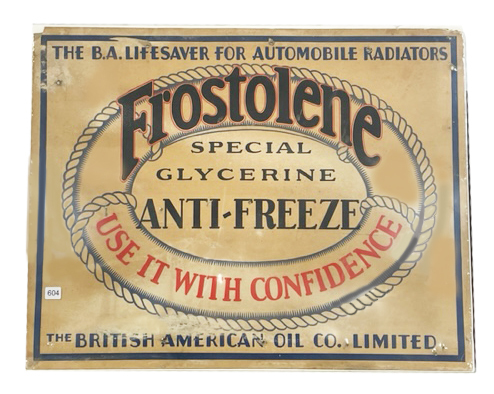 THE B.A. LIFESAVER FOR AUTOMOBILE RADIATORS
Frostolene
SPECIAL
GLYCERINE
ANTI-FREEZE
USE IT WITH CONFIDENCE
604
THE BRITISH AMERICAN OIL CO. LIMITED